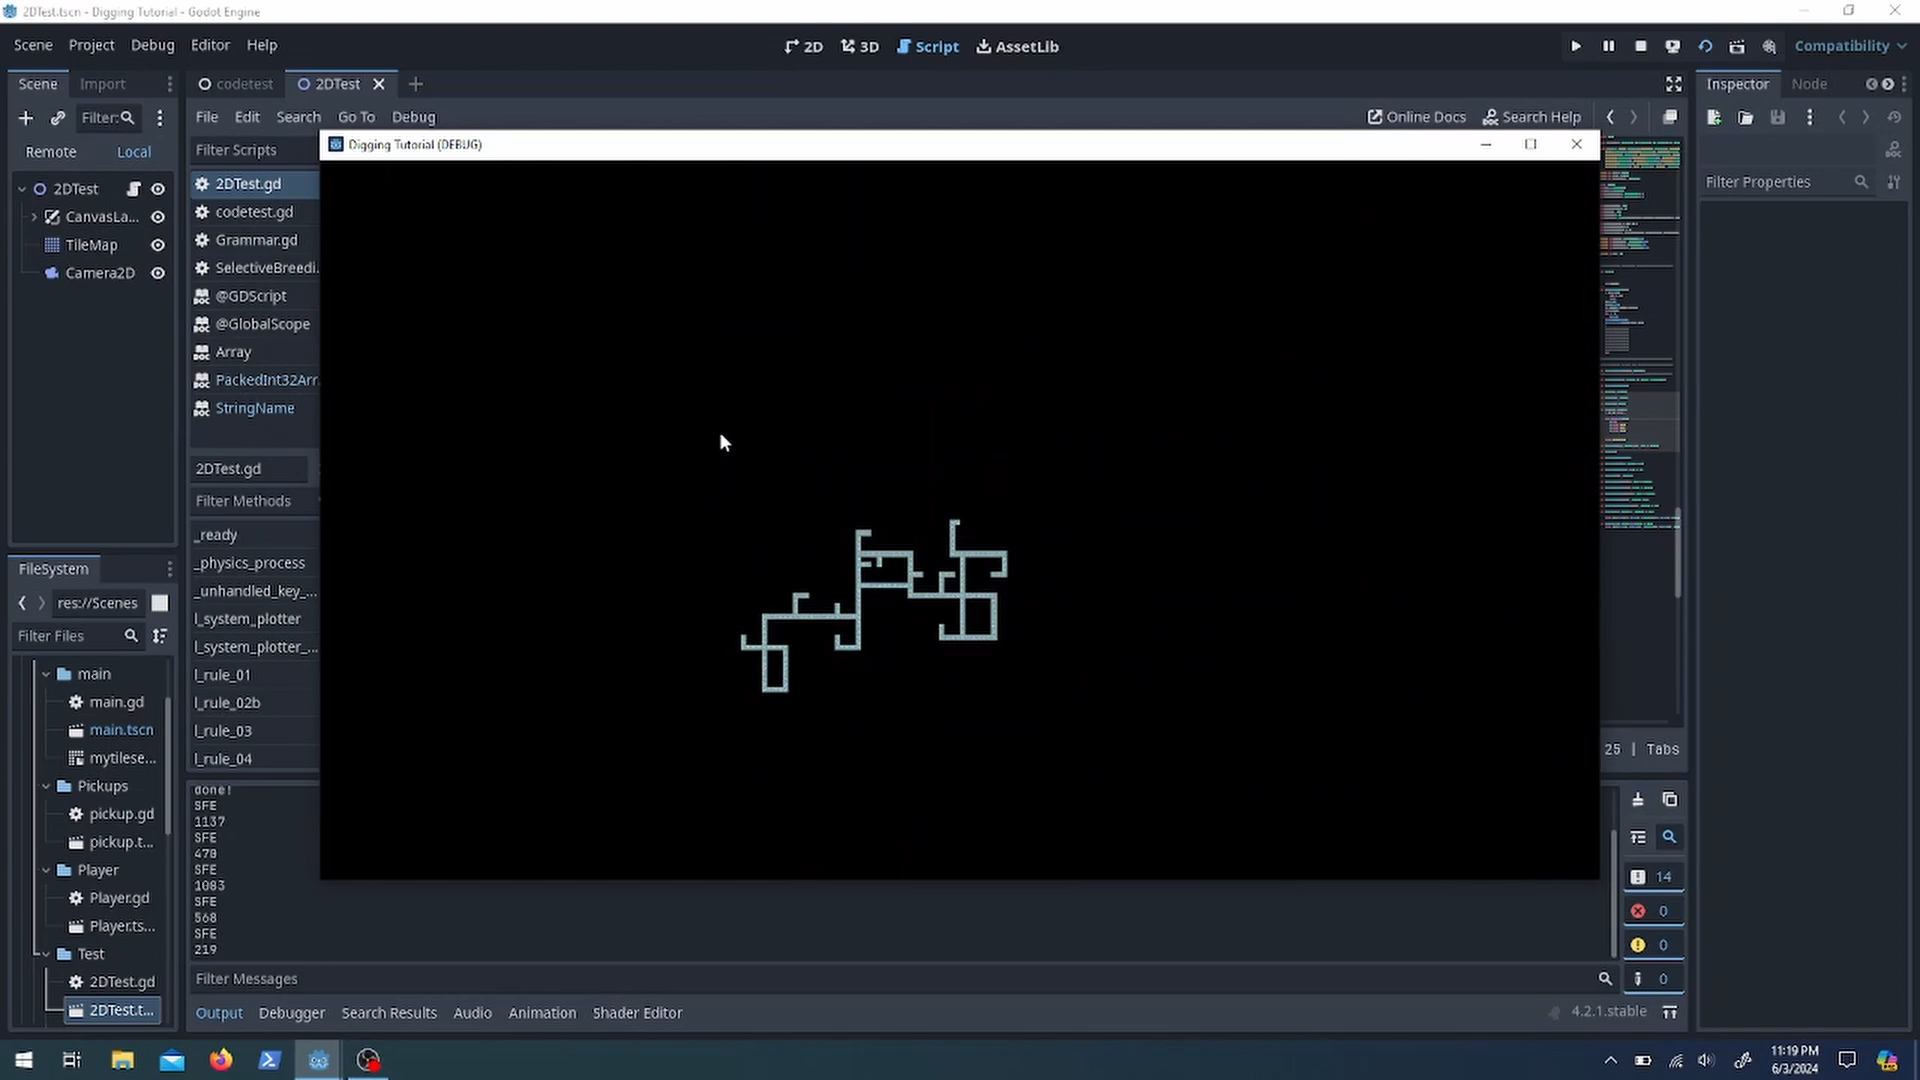 2DTest.tscn - Digging Tutorial - Godot Engine
Scene Project Debug Editor Help
2D 3D Script AssetLib
Compatibility
Scene Import
codetest 2DTest
Inspector Node
Filter:
File Edit Search Go To Debug
Online Docs Search Help
Remote Local
Filter Scripts
Digging Tutorial (DEBUG)
Filter Properties
2DTest
CanvasLa...
TileMap
Camera2D
2DTest.gd
codetest.gd
Grammar.gd
SelectiveBreedi.
@GDScript
@GlobalScope
Array
PackedInt32Arr.
StringName
2DTest.gd
Filter Methods
_ready
_physics_process
_unhandled_key_...
l_system_plotter
l_system_plotter_...
l_rule_01
l_rule_02b
l_rule_03
l_rule_04
25 | Tabs
FileSystem
res://Scenes
Filter Files
main
main.gd
main.tscn
mytilese...
Pickups
pickup.gd
pickup.t...
Player
Player.gd
Player.ts...
Test
2DTest.gd
2DTest.t...
done!
SFE
1137
SFE
470
SFE
1083
SFE
568
SFE
219
14
0
0
0
Filter Messages
Output Debugger Search Results Audio Animation Shader Editor
4.2.1.stable
11:19 PM
6/3/2024